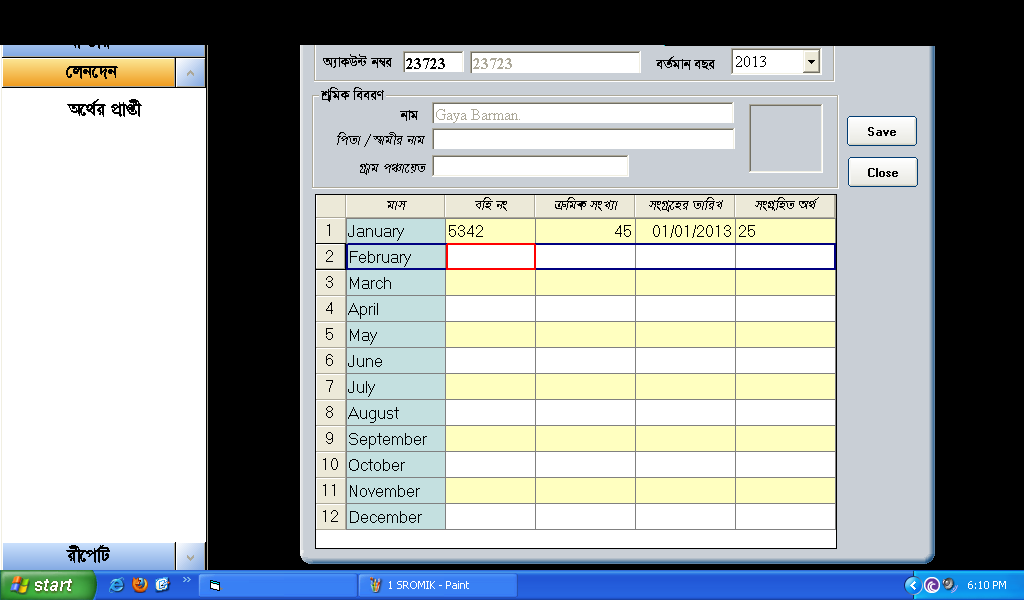 লেনদেন
অর্থের প্রাপ্তী
রীপোর্ট
অ্যাকউন্ট নম্বর 23723 23723 বর্তমান বছর 2013
শ্রমিক বিবরণ
নাম Gaya Barman.
পিতা / স্বামীর নাম
গ্রাম পঞ্চায়েত
Save
Close
মাস বহি নং ক্রমিক সংখ্যা সংগ্রহের তারিখ সংগ্রহিত অর্থ
1 January 5342 45 01/01/2013 25
2 February
3 March
4 April
5 May
6 June
7 July
8 August
9 September
10 October
11 November
12 December
start » 1 SROMIK - Paint 6:10 PM